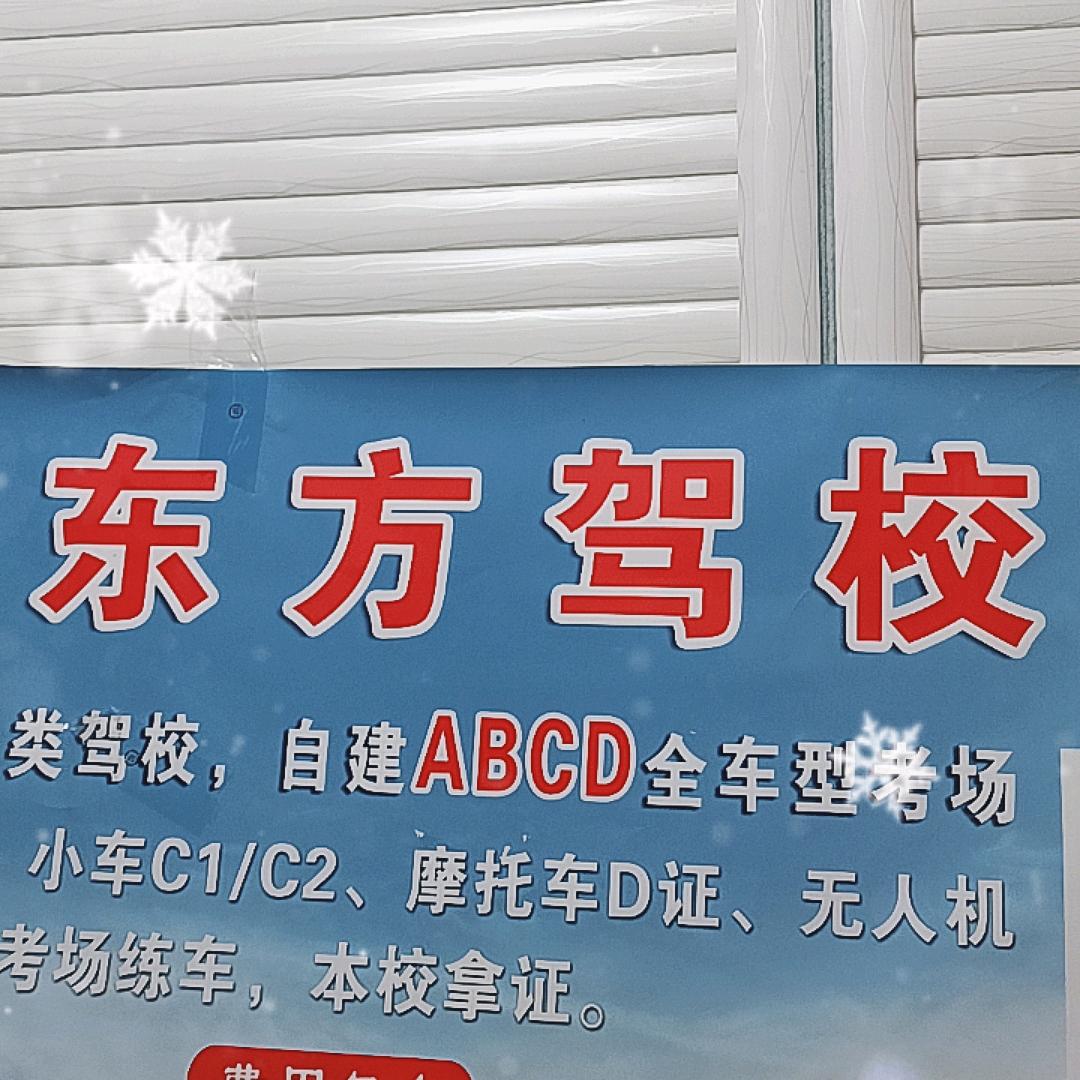 东方驾校
类驾校，自建ABCD全车型考场
小车C1/C2、摩托车D证、无人机
考场练车，本校拿证。